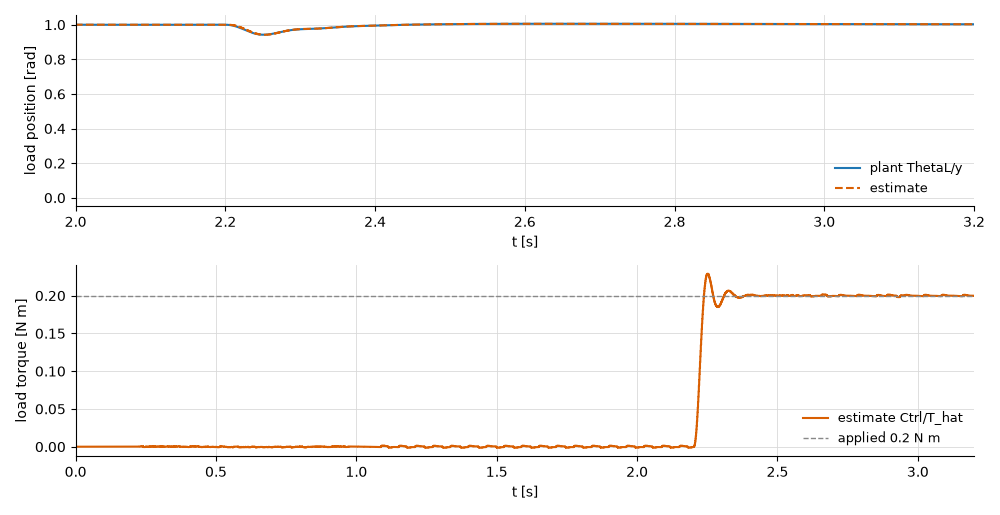 load position [rad]
1.0
0.8
0.6
0.4
0.2
0.0
plant ThetaL/y
estimate
2.0 2.2 2.4 2.6 2.8 3.0 3.2
t [s]
load torque [N m]
0.20
0.15
0.10
0.05
0.00
estimate Ctrl/T_hat
applied 0.2 N m
0.0 0.5 1.0 1.5 2.0 2.5 3.0
t [s]